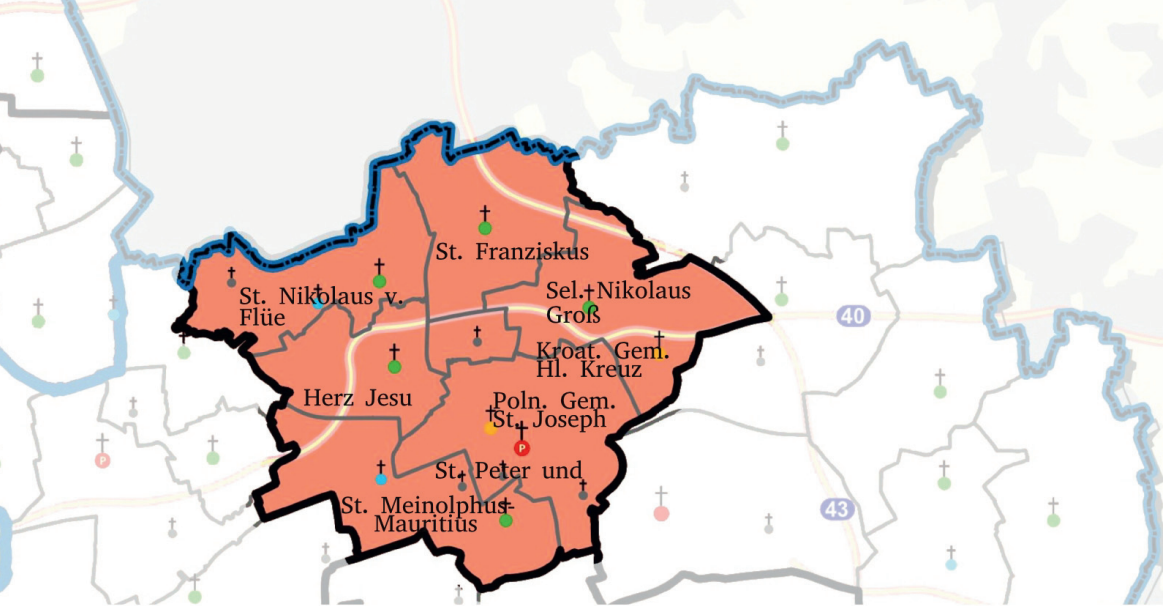 St. Franziskus
St. Nikolaus v.
Flüe
Sel. Nikolaus
Groß
40
Kroat. Gem.
Hl. Kreuz
Herz Jesu
Poln. Gem.
St. Joseph
P
P
St. Peter und
St. Meinolphus-
Mauritius
P
43